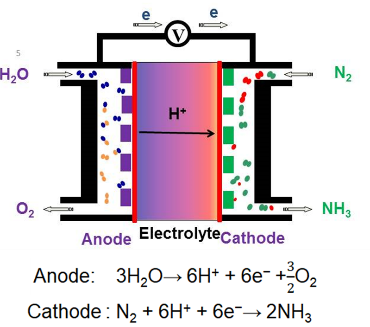 e e
V
5
H₂O N₂
H⁺
O₂ NH₃
Anode Electrolyte Cathode
Anode: 3H₂O→ 6H⁺ + 6e⁻ +3/2O₂
Cathode : N₂ + 6H⁺ + 6e⁻→ 2NH₃